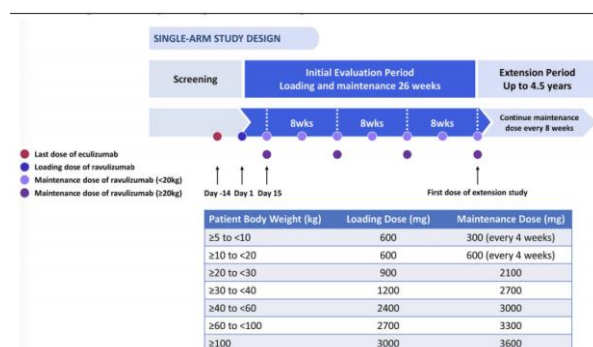 SINGLE-ARM STUDY DESIGN
Screening
Initial Evaluation Period
Loading and maintenance 26 weeks
Extension Period
Up to 4.5 years
8wks
8wks
8wks
Continue maintenance
dose every 8 weeks
Last dose of eculizumab
Loading dose of ravulizumab
Maintenance dose of ravulizumab (<20kg)
Maintenance dose of ravulizumab (≥20kg)
Day -14 Day 1 Day 15
First dose of extension study
Patient Body Weight (kg) Loading Dose (mg) Maintenance Dose (mg)
≥5 to <10 600 300 (every 4 weeks)
≥10 to <20 600 600 (every 4 weeks)
≥20 to <30 900 2100
≥30 to <40 1200 2700
≥40 to <60 2400 3000
≥60 to <100 2700 3300
≥100 3000 3600